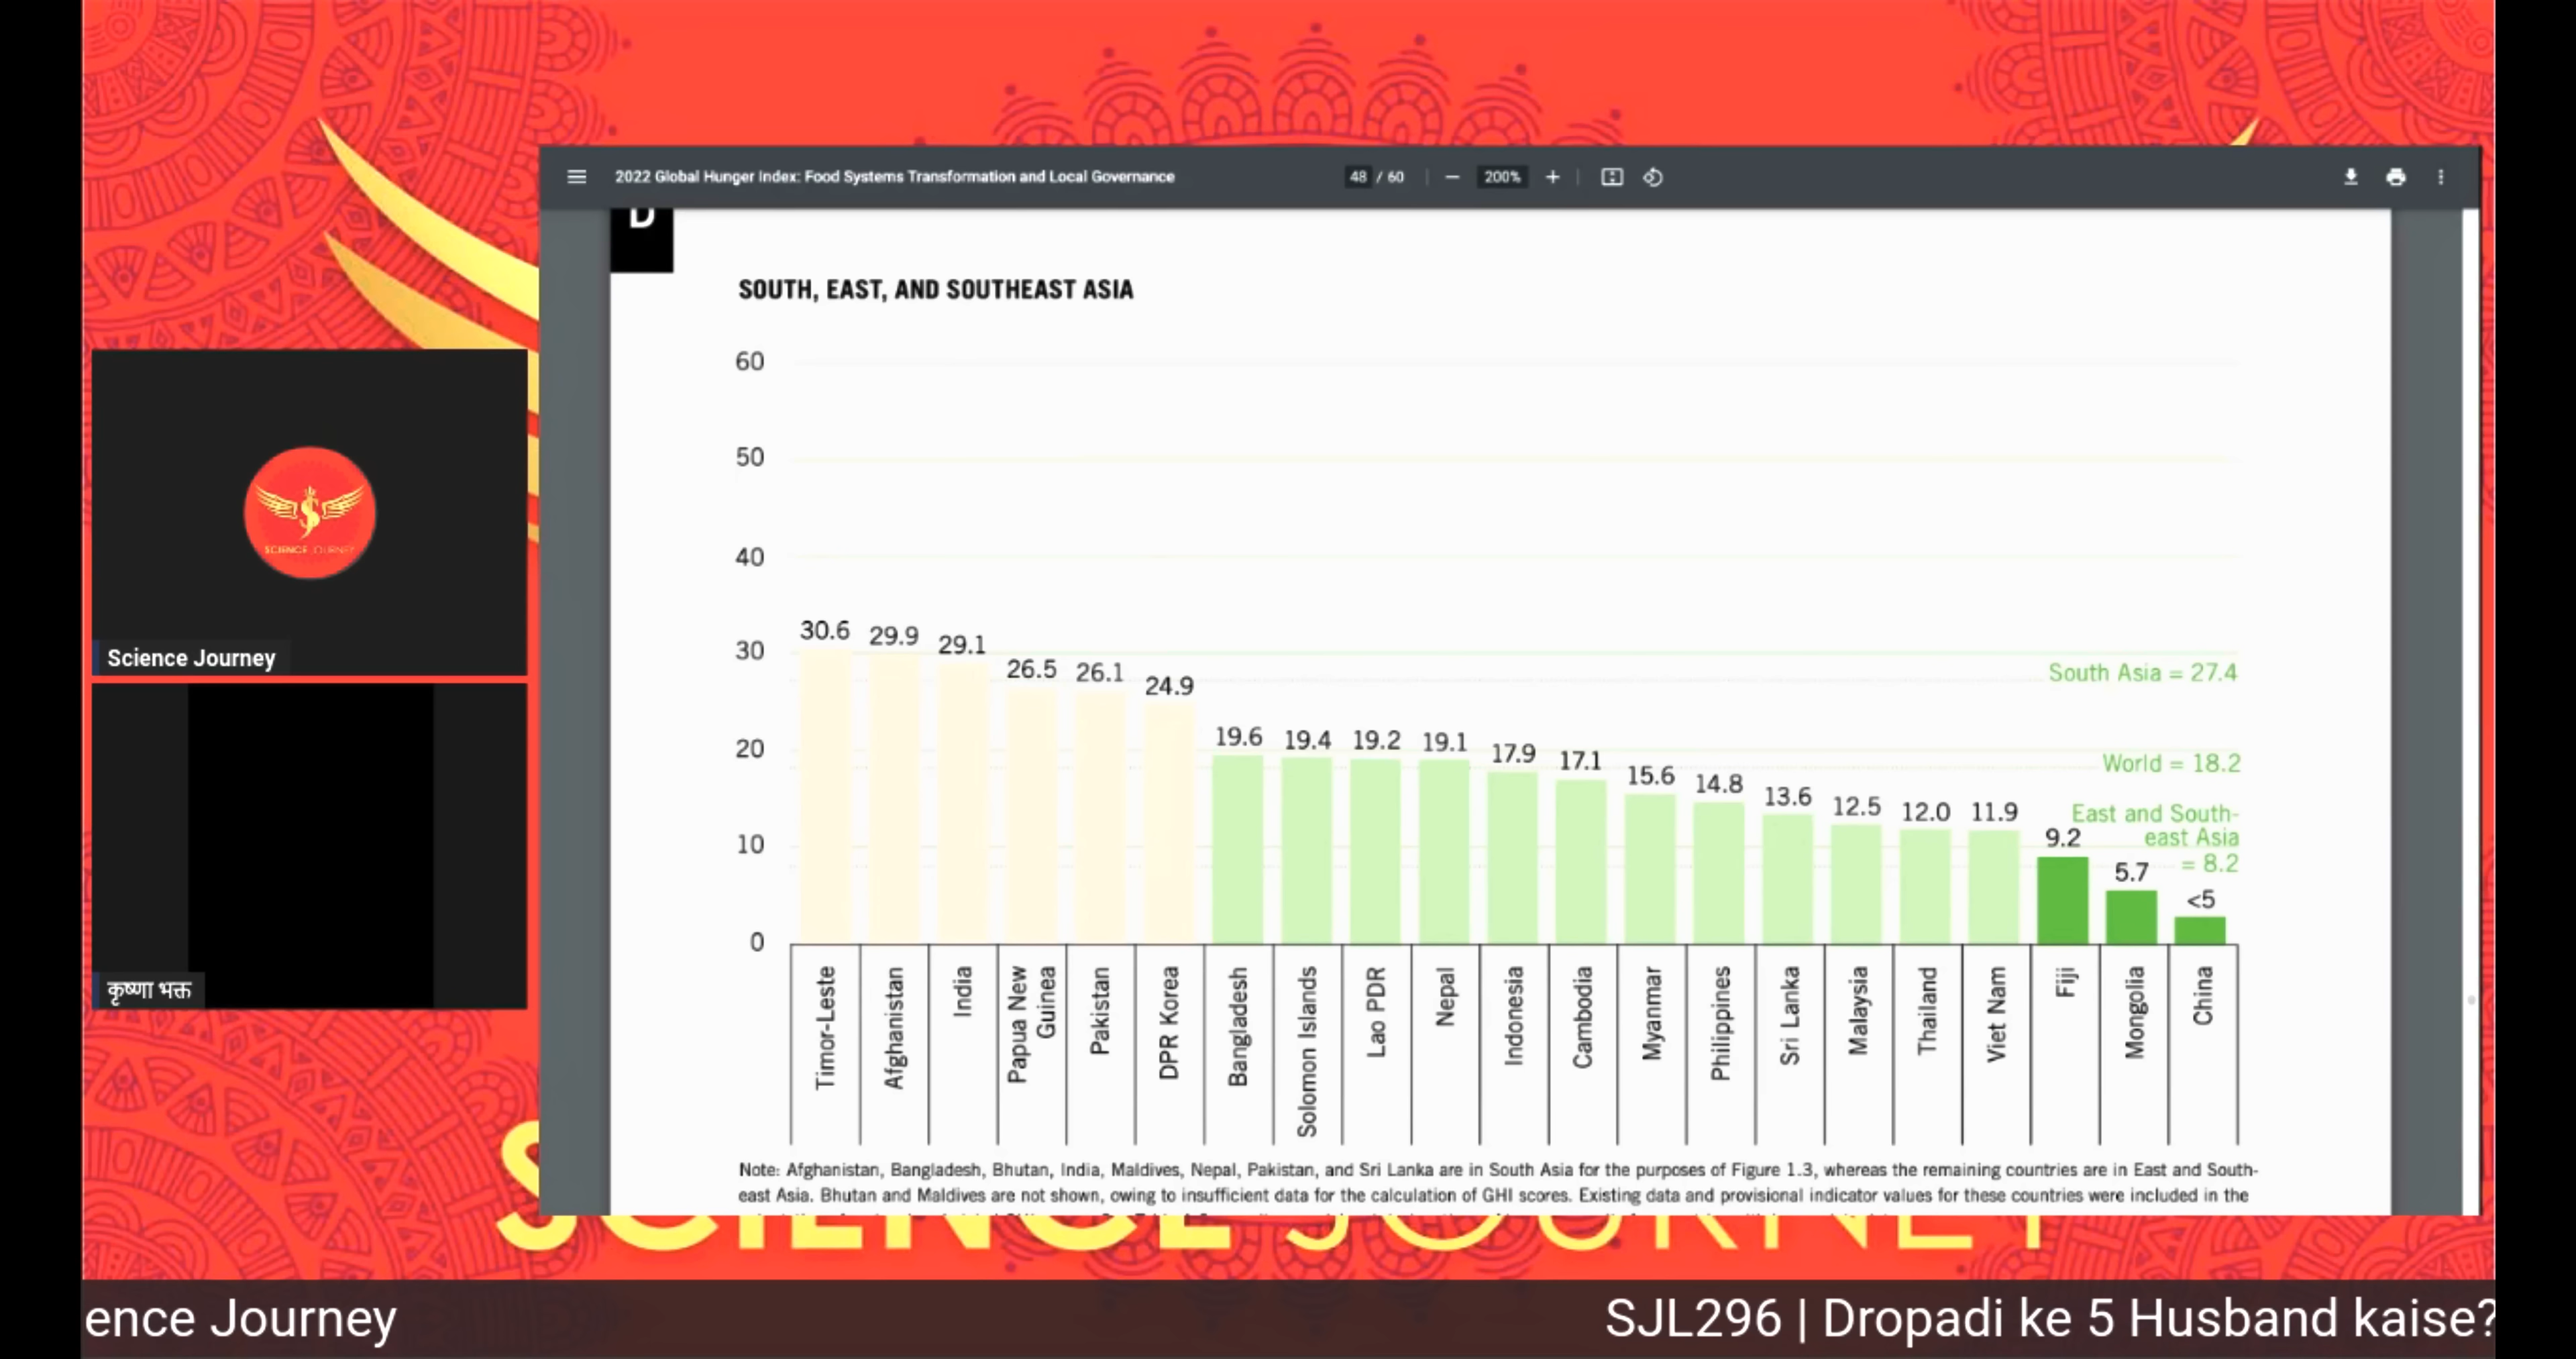 2022 Global Hunger Index: Food Systems Transformation and Local Governance
48 / 60
200%
D
SOUTH, EAST, AND SOUTHEAST ASIA
60
50
40
30
20
10
0
30.6
29.9
29.1
26.5
26.1
24.9
19.6
19.4
19.2
19.1
17.9
17.1
15.6
14.8
13.6
12.5
12.0
11.9
9.2
5.7
<5
South Asia = 27.4
World = 18.2
East and South-
east Asia
= 8.2
Timor-Leste
Afghanistan
India
Papua New
Guinea
Pakistan
DPR Korea
Bangladesh
Solomon Islands
Lao PDR
Nepal
Indonesia
Cambodia
Myanmar
Philippines
Sri Lanka
Malaysia
Thailand
Viet Nam
Fiji
Mongolia
China
Note: Afghanistan, Bangladesh, Bhutan, India, Maldives, Nepal, Pakistan, and Sri Lanka are in South Asia for the purposes of Figure 1.3, whereas the remaining countries are in East and South-
east Asia. Bhutan and Maldives are not shown, owing to insufficient data for the calculation of GHI scores. Existing data and provisional indicator values for these countries were included in the
SCIENCE JOURNEY
Science Journey
कृष्णा भक्त
SCIENCE JOURNEY
ence Journey
SJL296 | Dropadi ke 5 Husband kaise?